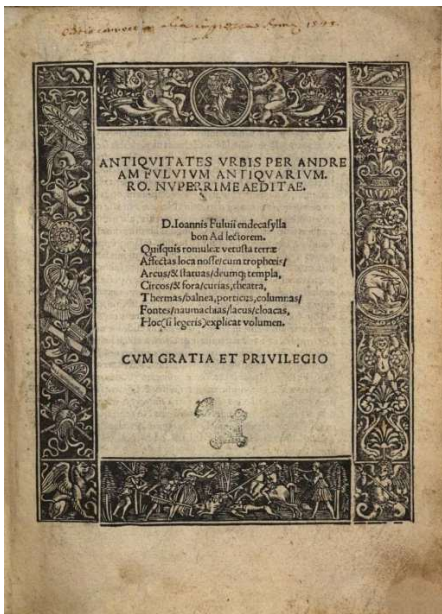 ANTIQVITATES VRBIS PER ANDRE
AM FVLVIVM ANTIQVARIVM.
RO. NVPERRIME AEDITAE.
D. Ioannis Fuluii endecasylla
bon Ad lectorem.
Quisquis romuleæ vetusta terræ
Affectas loca nosse/cum trophœis/
Arcus/& statuas/deumq; templa,
Circos/& fora/curias, theatra,
Thermas/balnea, porticus, columnas/
Fontes/naumachias/lacus/cloacas,
Hoc (si legeris) explicat volumen.
CVM GRATIA ET PRIVILEGIO